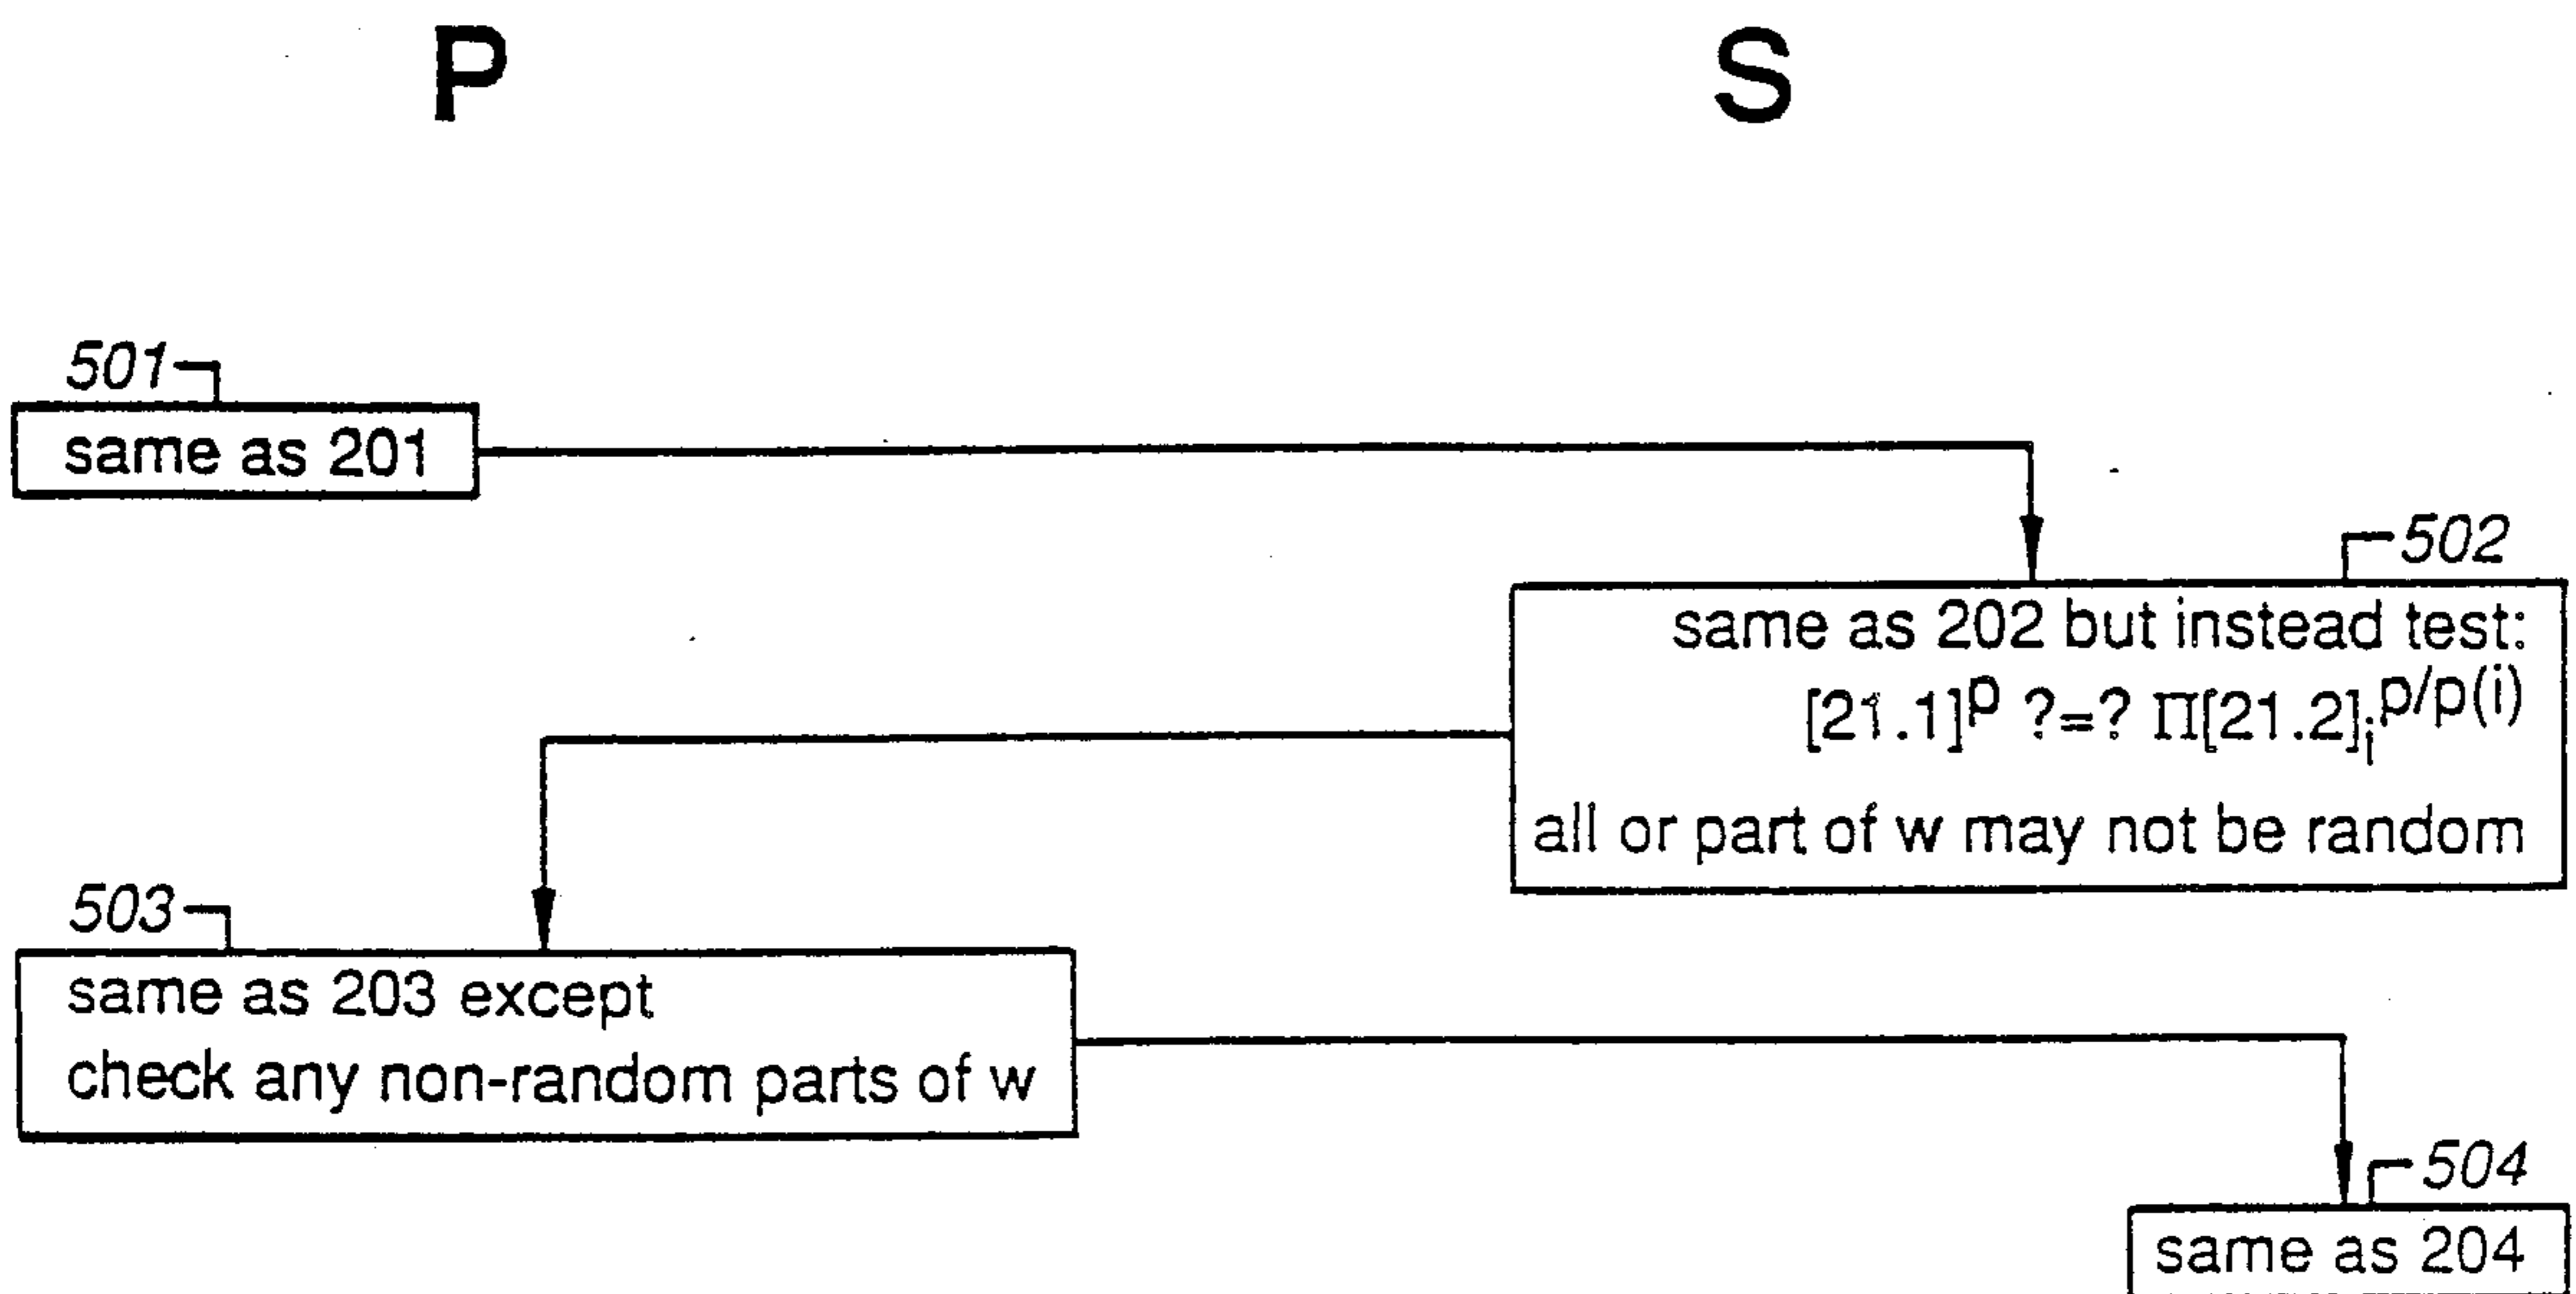 P
S
501
same as 201
502
same as 202 but instead test:
[21.1]^p ?=? Π[21.2]_i^p/p(i)
all or part of w may not be random
503
same as 203 except
check any non-random parts of w
504
same as 204